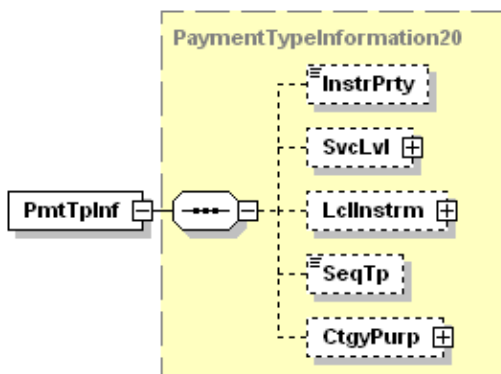 PaymentTypeInformation20
InstrPrty
SvcLvl
PmtTpInf
LclInstrm
SeqTp
CtgyPurp